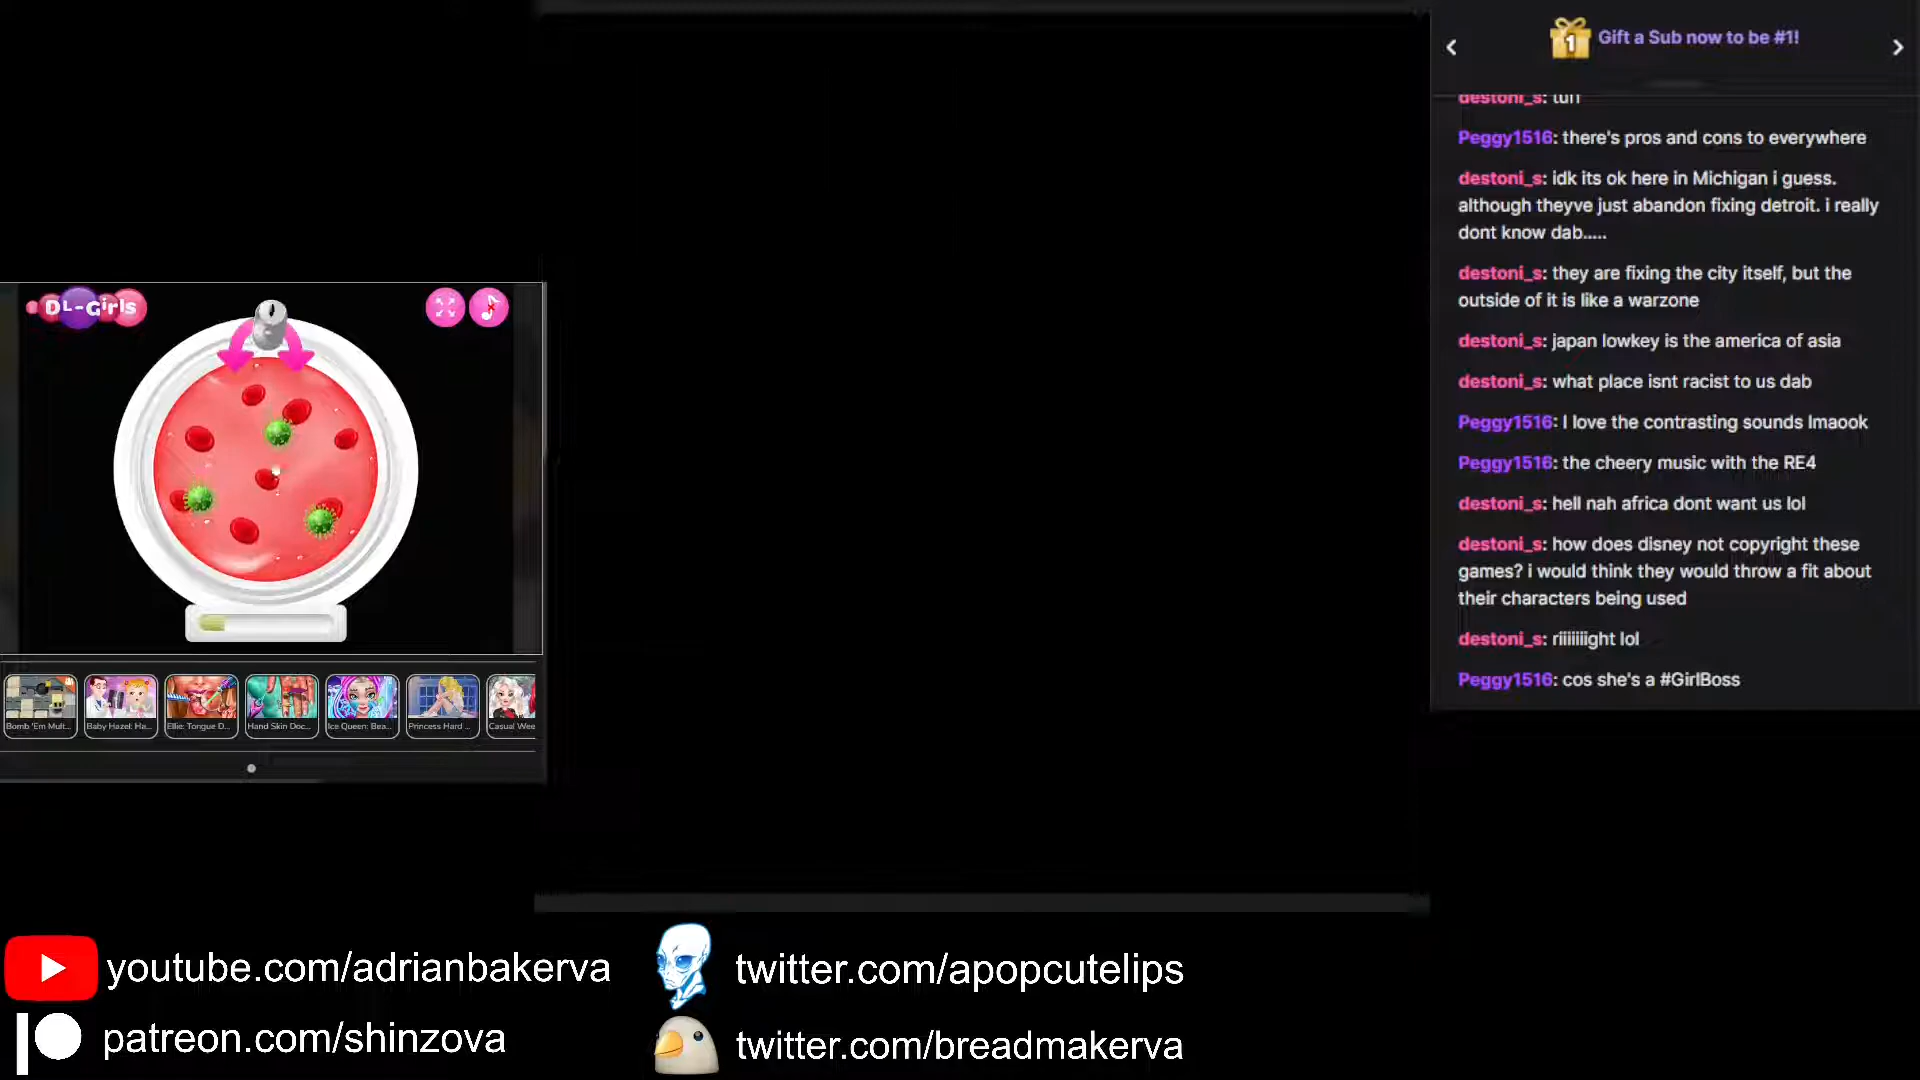 Gift a Sub now to be #1!
destoni_s: tuff
Peggy1516: there's pros and cons to everywhere
destoni_s: idk its ok here in Michigan i guess.
although theyve just abandon fixing detroit. i really
dont know dab.....
destoni_s: they are fixing the city itself, but the
outside of it is like a warzone
destoni_s: japan lowkey is the america of asia
destoni_s: what place isnt racist to us dab
Peggy1516: I love the contrasting sounds lmaook
Peggy1516: the cheery music with the RE4
destoni_s: hell nah africa dont want us lol
destoni_s: how does disney not copyright these
games? i would think they would throw a fit about
their characters being used
destoni_s: riiiiiiight lol
Peggy1516: cos she's a #GirlBoss
DL-Girls
Bomb 'Em Mult...
Baby Hazel: Ha...
Ellie: Tongue D...
Hand Skin Doc...
Ice Queen: Bea...
Princess Hard ...
Casual Wee
youtube.com/adrianbakerva
twitter.com/apopcutelips
patreon.com/shinzova
twitter.com/breadmakerva